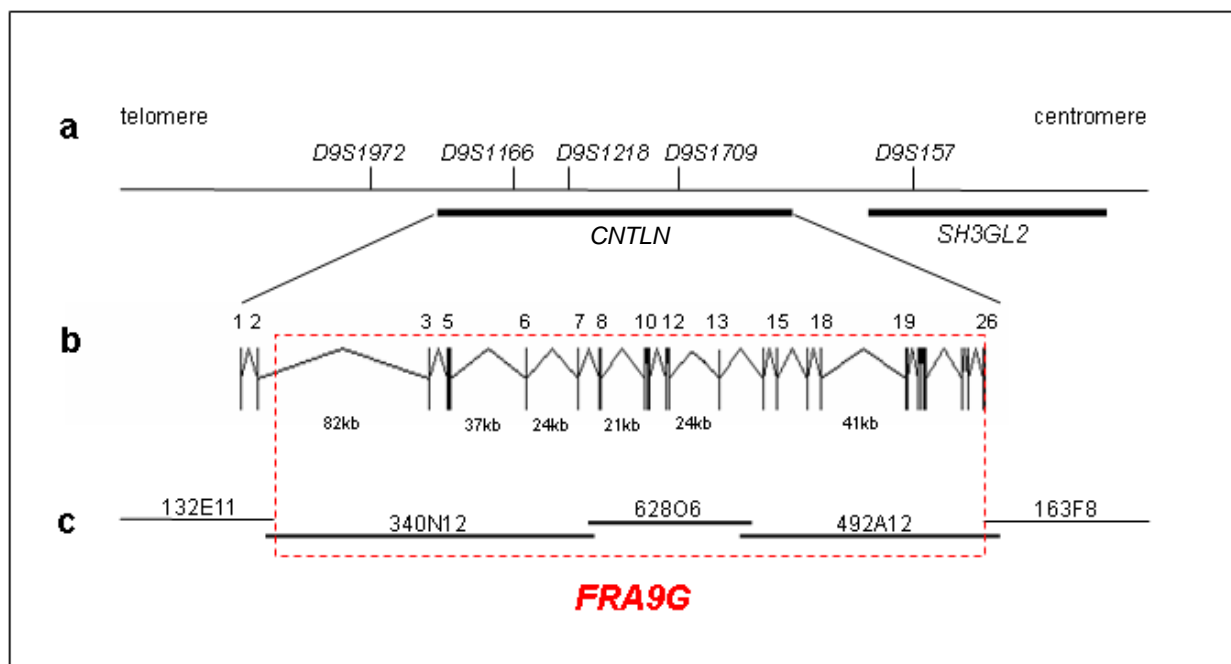 a telomere centromere
D9S1972 D9S1166 D9S1218 D9S1709 D9S157
CNTLN SH3GL2
b 1 2 3 5 6 7 8 10 12 13 15 18 19 26
82kb 37kb 24kb 21kb 24kb 41kb
c 132E11 340N12 628O6 492A12 163F8
FRA9G